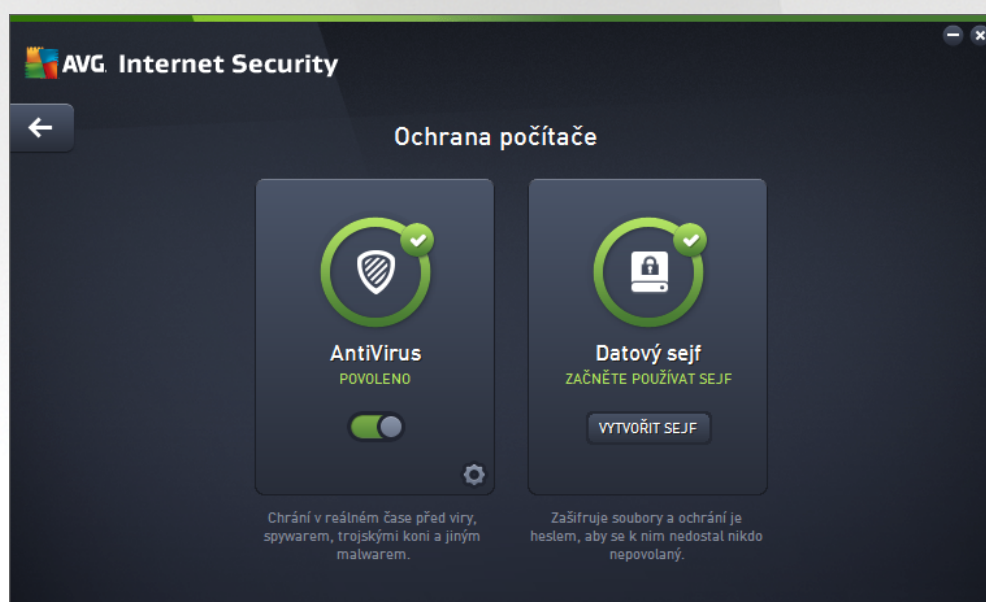 AVG Internet Security
Ochrana počítače
AntiVirus
POVOLENO
Chrání v reálném čase před viry,
spywarem, trojskými koni a jiným
malwarem.
Datový sejf
ZAČNĚTE POUŽÍVAT SEJF
VYTVOŘIT SEJF
Zašifruje soubory a ochrání je
heslem, aby se k nim nedostal nikdo
nepovolaný.